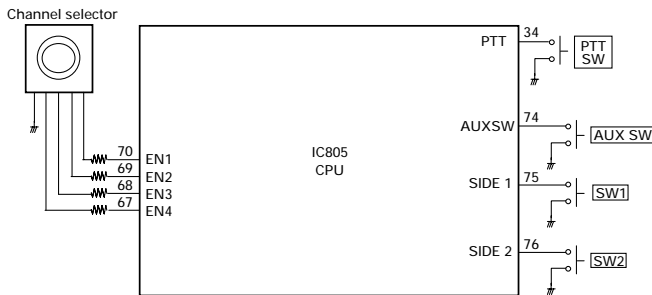 Channel selector
PTT
34
PTT
SW
AUXSW
74
AUX SW
IC805
CPU
70
EN1
69
EN2
68
EN3
67
EN4
SIDE 1
75
SW1
SIDE 2
76
SW2